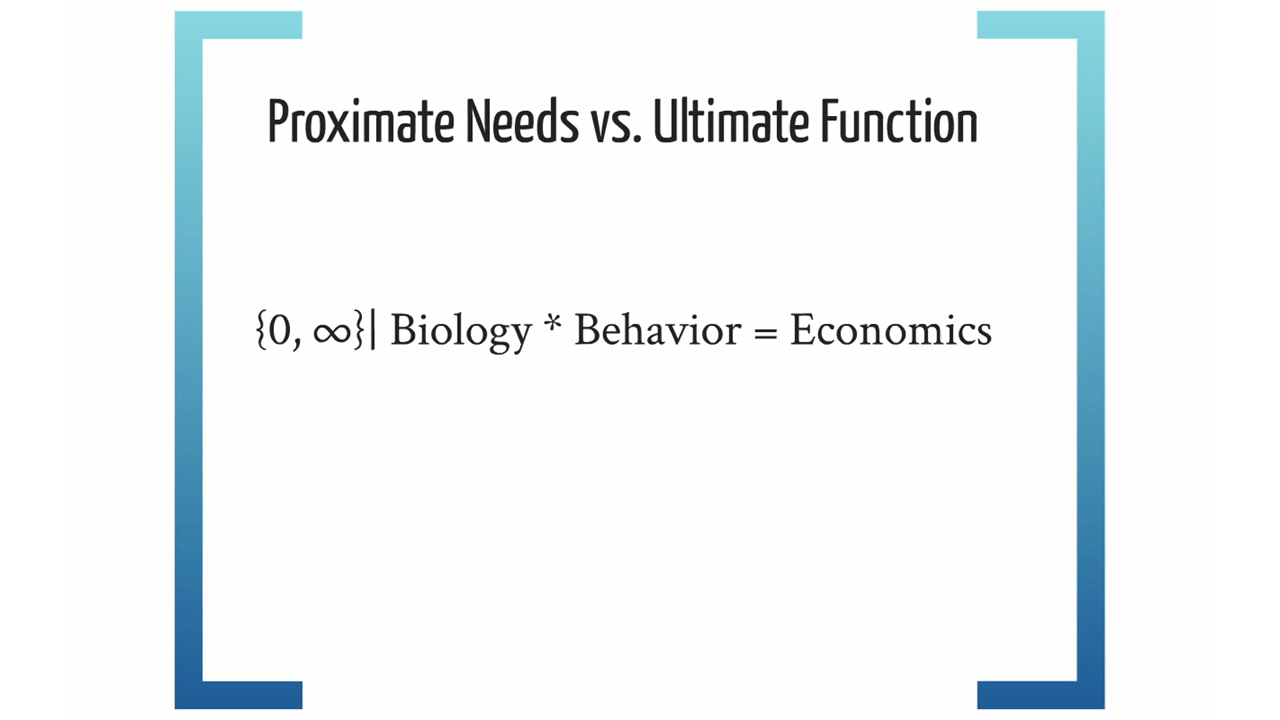 Proximate Needs vs. Ultimate Function
{0, ∞}| Biology * Behavior = Economics